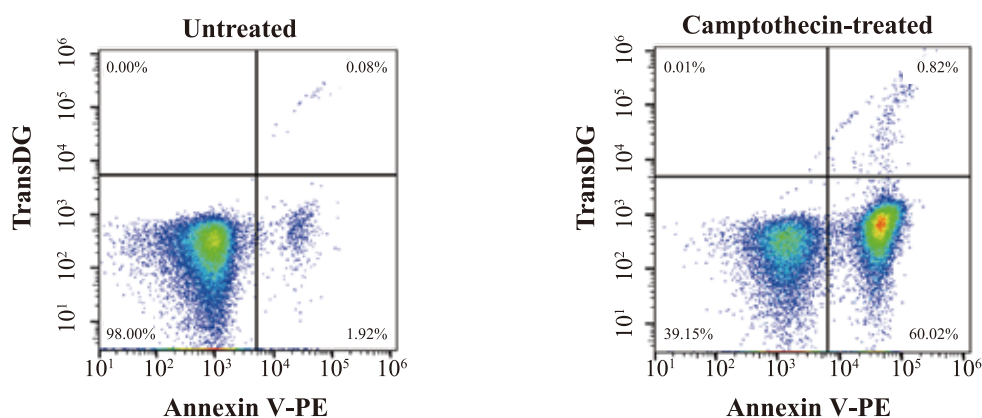 Untreated
TransDG
10⁶
10⁵
10⁴
10³
10²
10¹
0.00%
0.08%
98.00%
1.92%
10¹ 10² 10³ 10⁴ 10⁵ 10⁶
Annexin V-PE
Camptothecin-treated
TransDG
10⁶
10⁵
10⁴
10³
10²
10¹
0.01%
0.82%
39.15%
60.02%
10¹ 10² 10³ 10⁴ 10⁵ 10⁶
Annexin V-PE